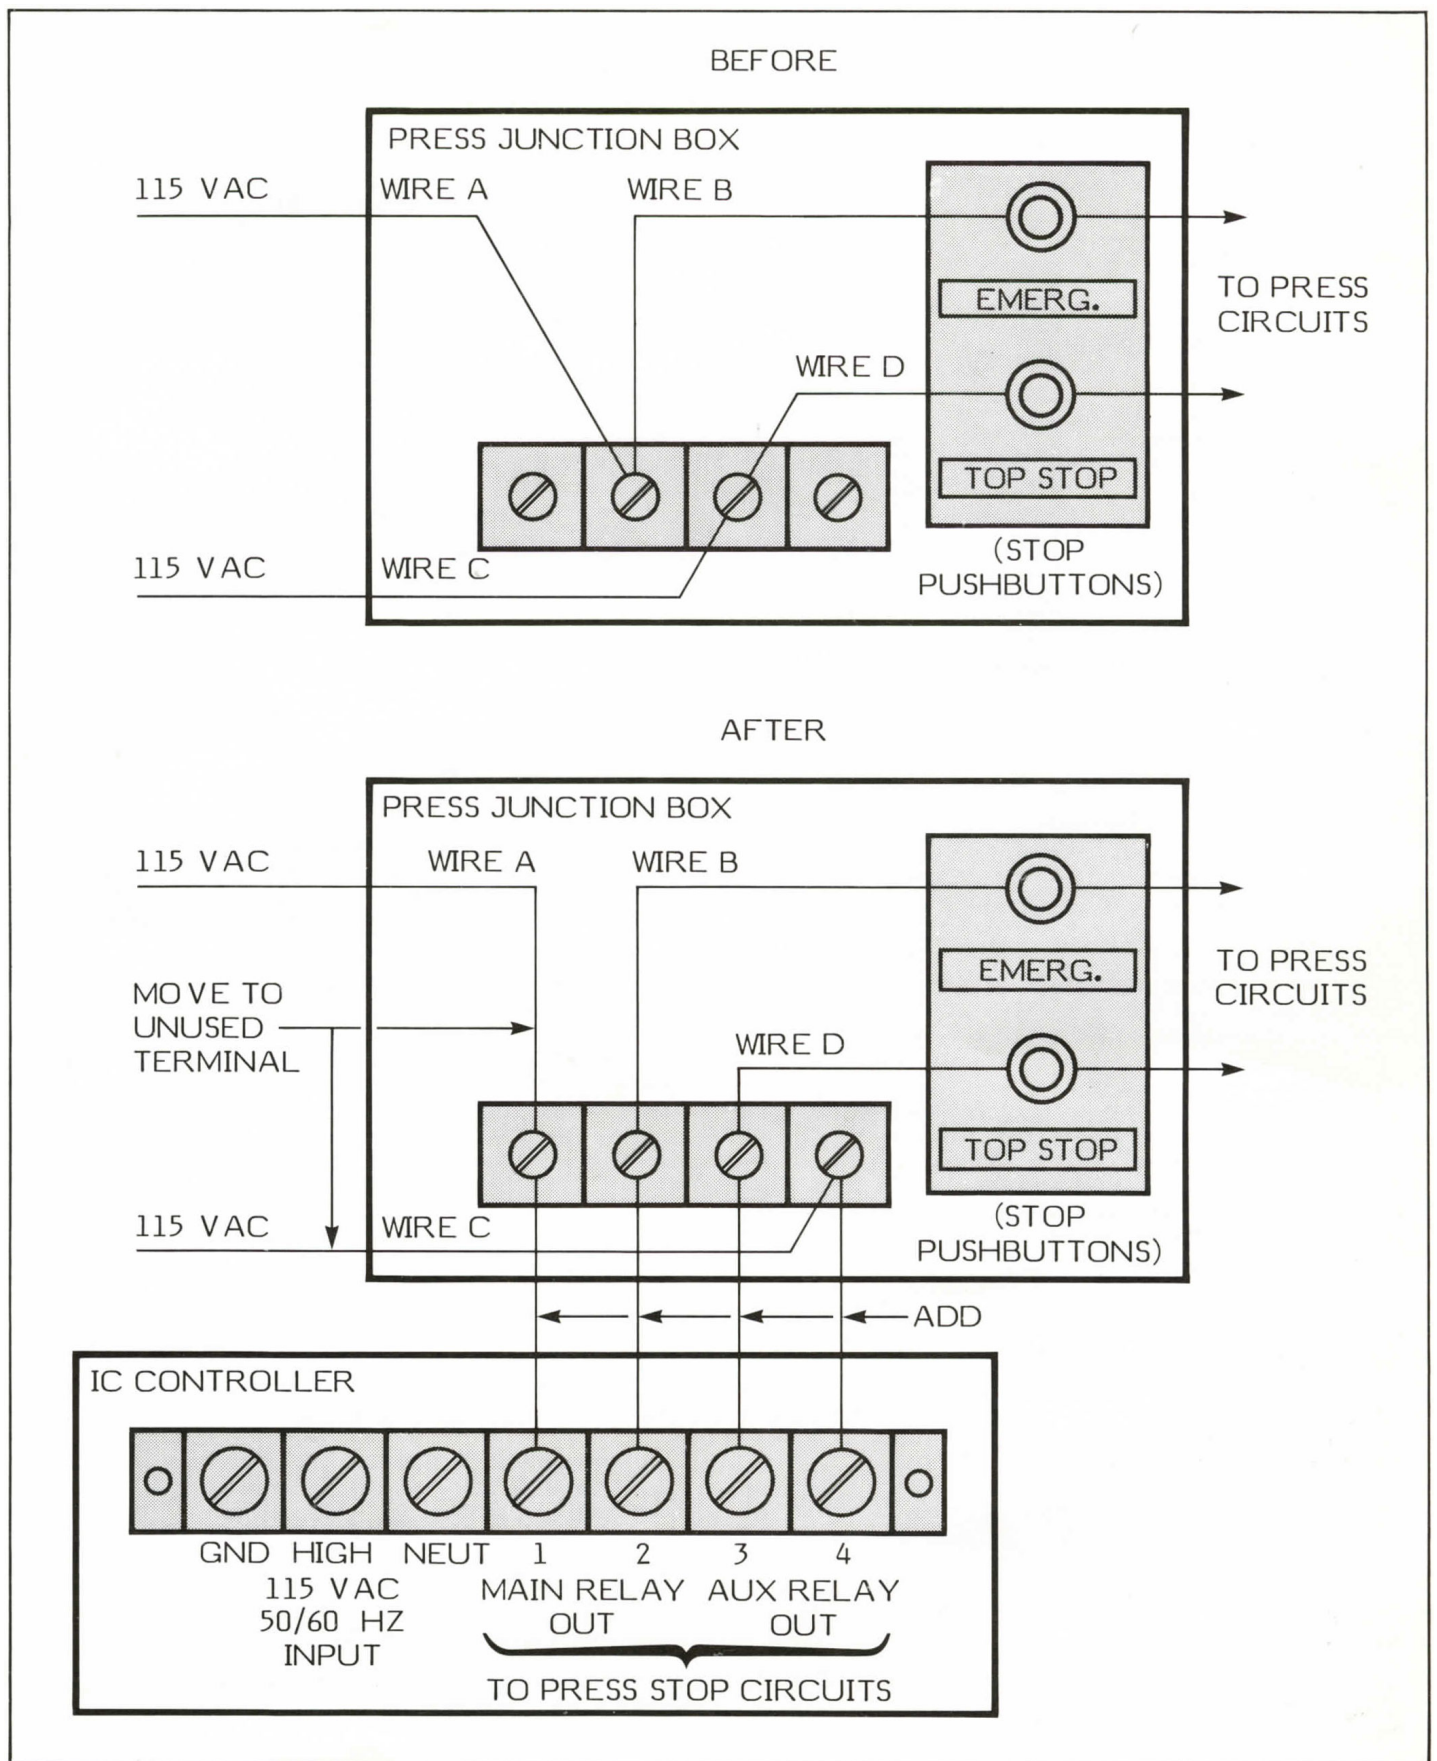 BEFORE
PRESS JUNCTION BOX
115 VAC
WIRE A
WIRE B
EMERG.
TO PRESS
CIRCUITS
WIRE D
TOP STOP
115 VAC
WIRE C
(STOP
PUSHBUTTONS)
AFTER
PRESS JUNCTION BOX
115 VAC
WIRE A
WIRE B
EMERG.
TO PRESS
CIRCUITS
MOVE TO
UNUSED
TERMINAL
WIRE D
TOP STOP
115 VAC
WIRE C
(STOP
PUSHBUTTONS)
ADD
IC CONTROLLER
GND HIGH NEUT 1 2 3 4
115 VAC
50/60 HZ
INPUT
MAIN RELAY
OUT
AUX RELAY
OUT
TO PRESS STOP CIRCUITS